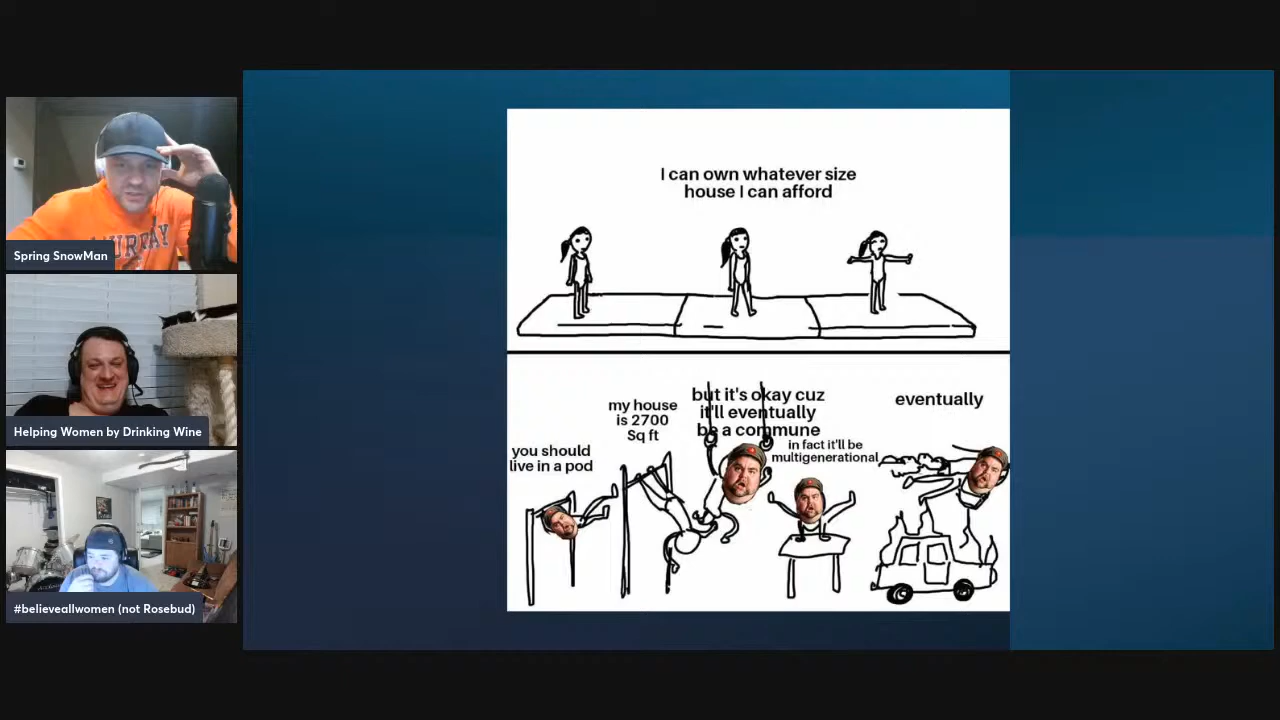 MURRAY
Spring SnowMan
Helping Women by Drinking Wine
#believeallwomen (not Rosebud)
I can own whatever size
house I can afford
you should
live in a pod
my house
is 2700
Sq ft
but it's okay cuz
it'll eventually
be a commune
in fact it'll be
multigenerational
eventually